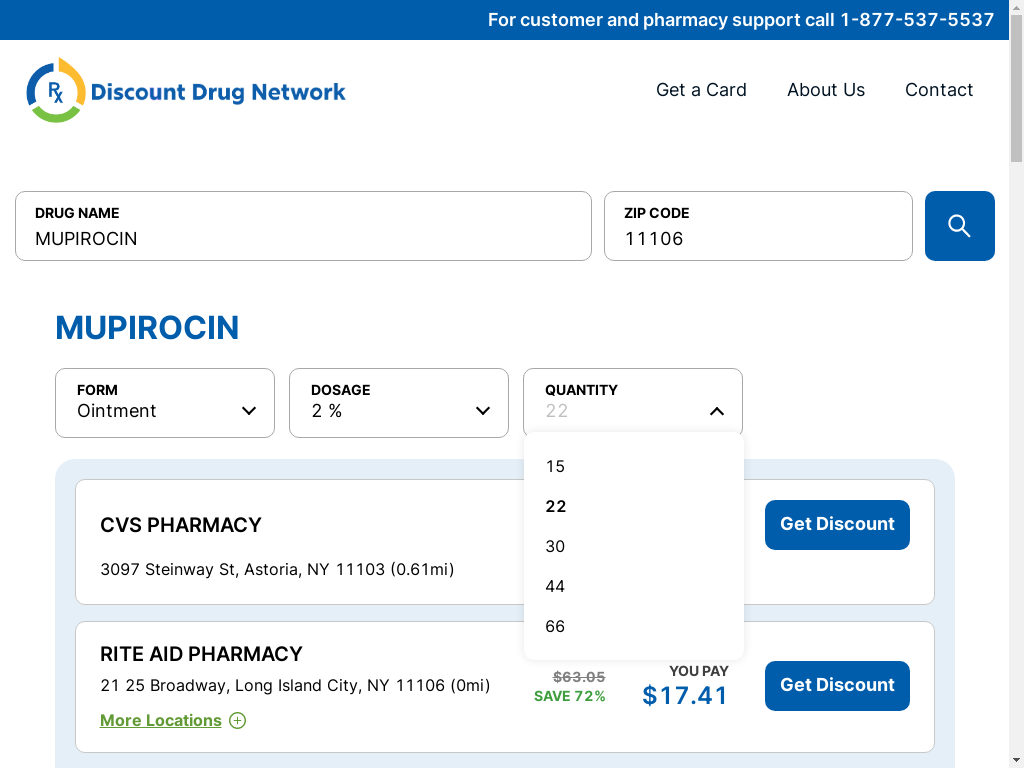 For customer and pharmacy support call 1-877-537-5537
Rx Discount Drug Network
Get a Card
About Us
Contact
DRUG NAME
MUPIROCIN
ZIP CODE
11106
MUPIROCIN
FORM
Ointment
DOSAGE
2 %
QUANTITY
22
15
22
30
44
66
CVS PHARMACY
3097 Steinway St, Astoria, NY 11103 (0.61mi)
Get Discount
RITE AID PHARMACY
21 25 Broadway, Long Island City, NY 11106 (0mi)
More Locations
$63.05
SAVE 72%
YOU PAY
$17.41
Get Discount